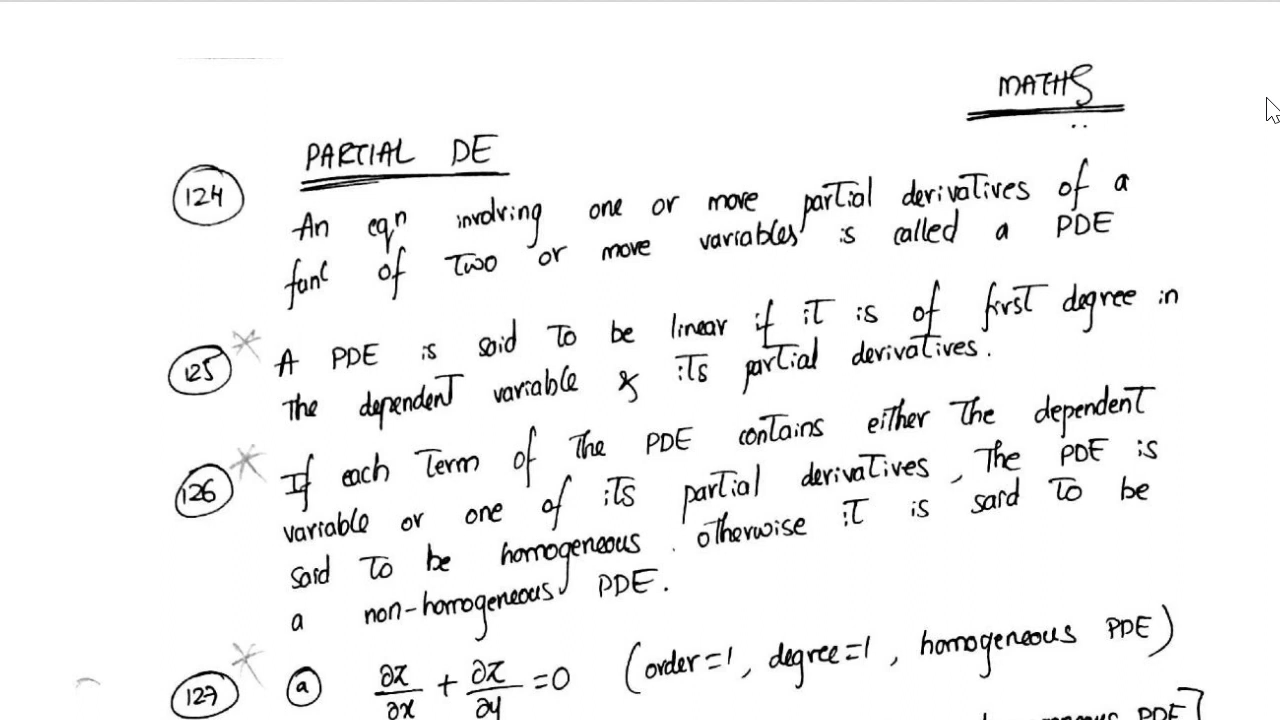 MATHS
PARTIAL DE
124 An eqn involving one or more partial derivatives of a
func of two or more variables is called a PDE
125 A PDE is said to be linear if it is of first degree in
the dependent variable & its partial derivatives.
126 If each term of the PDE contains either the dependent
variable or one of its partial derivatives, the PDE is
said to be homogeneous. otherwise it is said to be
a non-homogeneous PDE.
127 a ∂z/∂x + ∂z/∂y = 0 (order=1, degree=1, homogeneous PDE)
PDE]